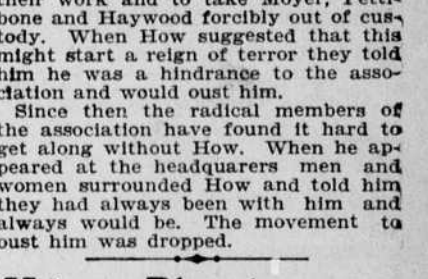 their work and to take Moyer, Petti-
bone and Haywood forcibly out of cus-
tody. When How suggested that this
might start a reign of terror they told
him he was a hindrance to the asso-
ciation and would oust him.
Since then the radical members of
the association have found it hard to
get along without How. When he ap-
peared at the headquarers men and
women surrounded How and told him
they had always been with him and
always would be. The movement to
oust him was dropped.